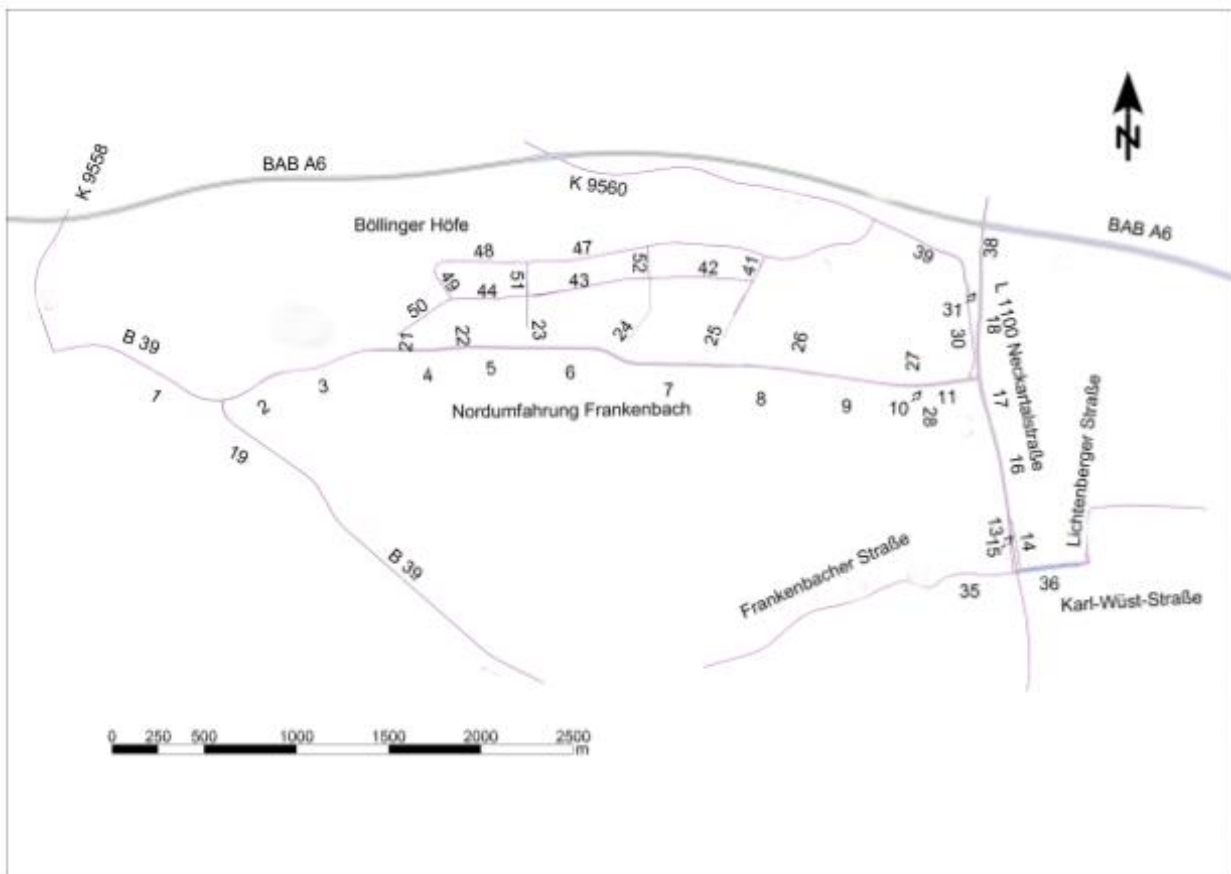 K 9558
BAB A6
K 9560
BAB A6
Böllinger Höfe
N
38
39
48
47
52
42
41
49
44
51
43
50
31
L 1100 Neckartalstraße
18
30
21
22
23
24
25
26
27
B 39
1
2
3
4
5
6
7
8
9
10
11
28
17
Nordumfahrung Frankenbach
19
16
Lichtenberger Straße
13
15
14
B 39
Frankenbacher Straße
35
36
Karl-Wüst-Straße
0 250 500 1000 1500 2000 2500
m